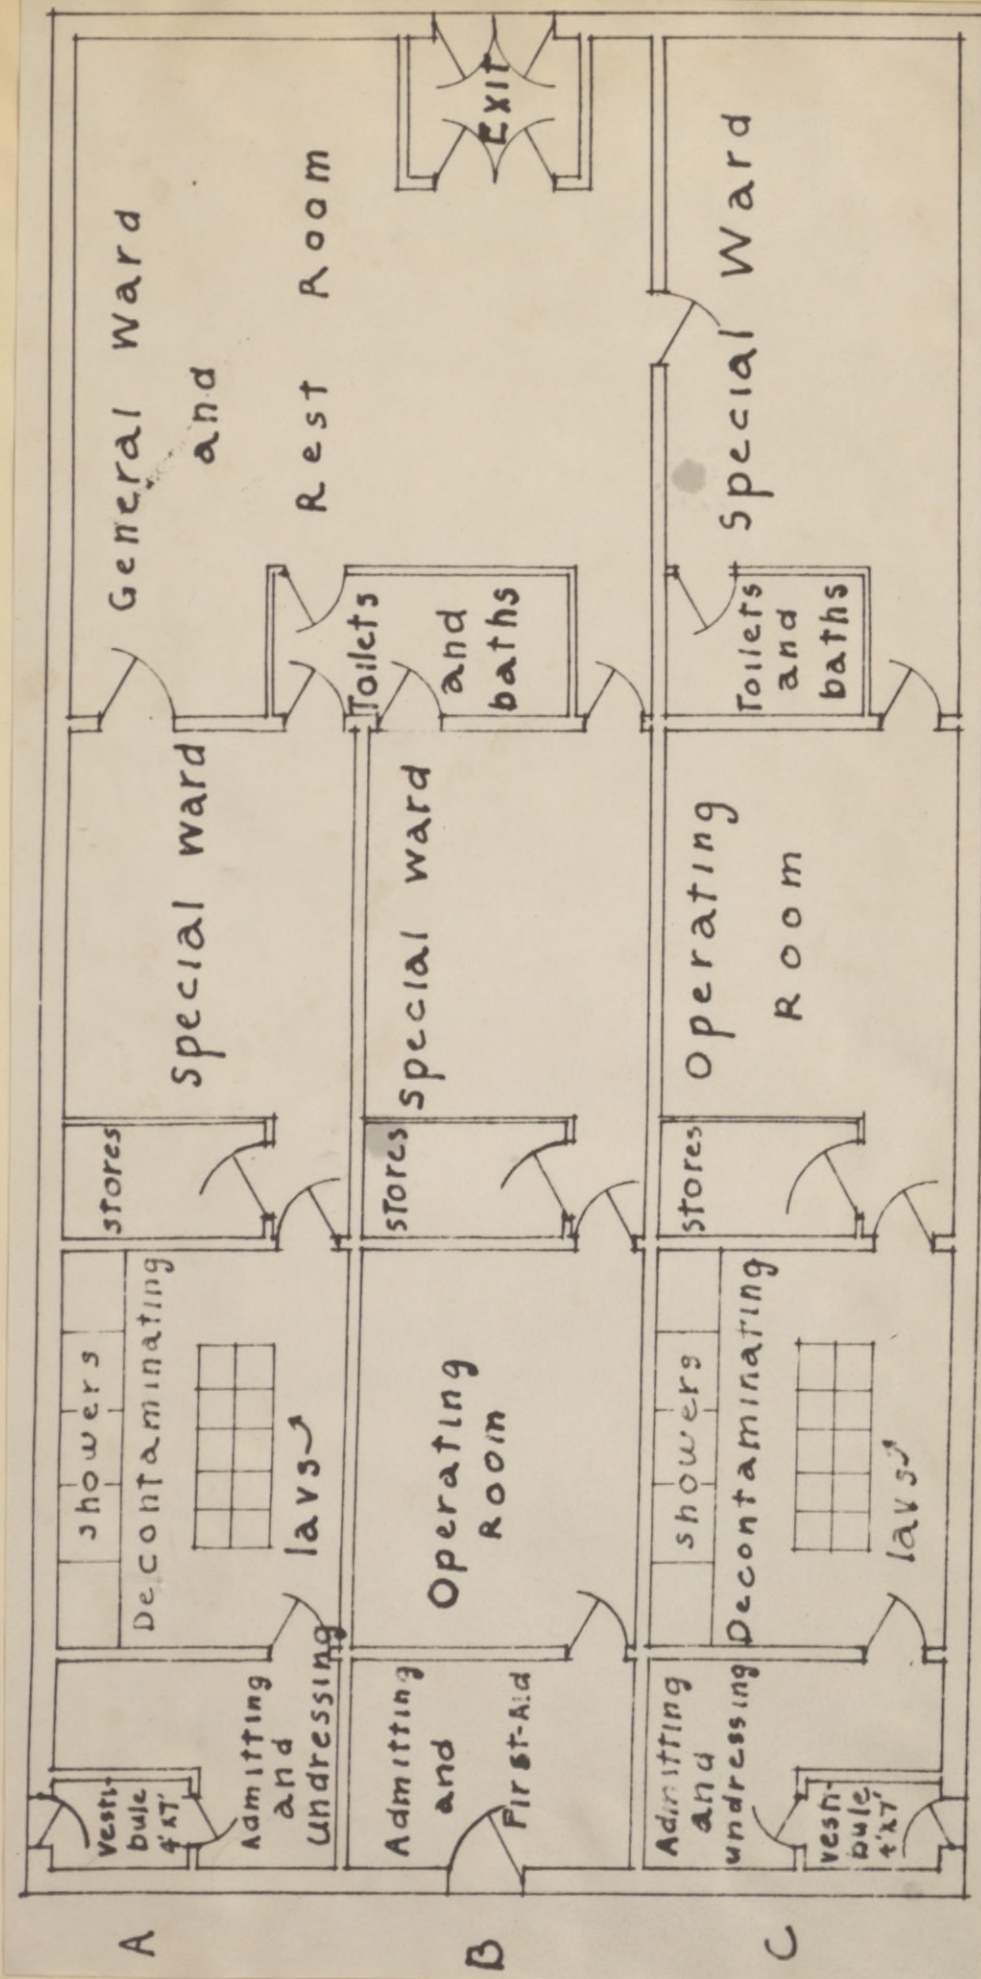 A
Vesti-
bule
4'x7'
Admitting
and
Undressing
showers
Decontaminating
lavs
stores
special ward
General Ward
and
Rest Room
Toilets
and
baths
EXIT
B
Admitting
and
First-Aid
Operating
Room
stores
special ward
C
Admitting
and
undressing
vesti-
bule
4'x7'
showers
Decontaminating
lavs
stores
Operating
Room
Toilets
and
baths
Special Ward